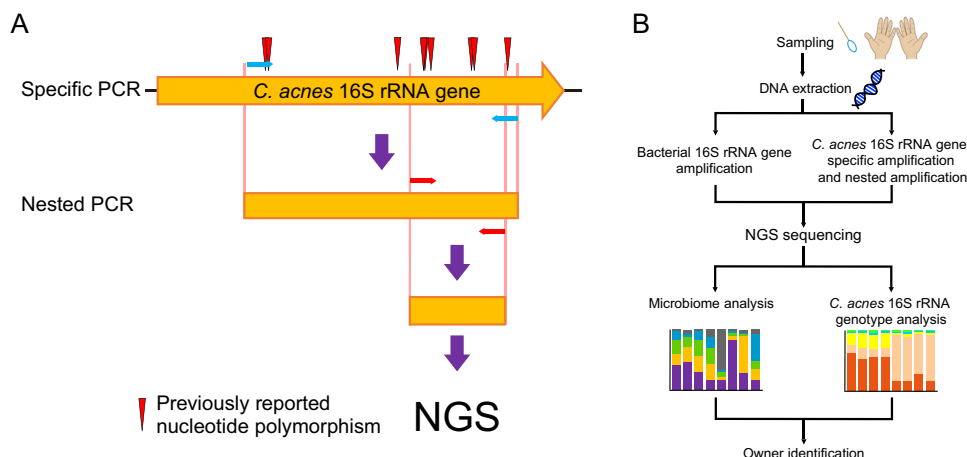 A
Specific PCR
C. acnes 16S rRNA gene
Nested PCR
Previously reported
nucleotide polymorphism
NGS
B
Sampling
DNA extraction
Bacterial 16S rRNA gene
amplification
C. acnes 16S rRNA gene
specific amplification
and nested amplification
NGS sequencing
Microbiome analysis
C. acnes 16S rRNA
genotype analysis
Owner identification